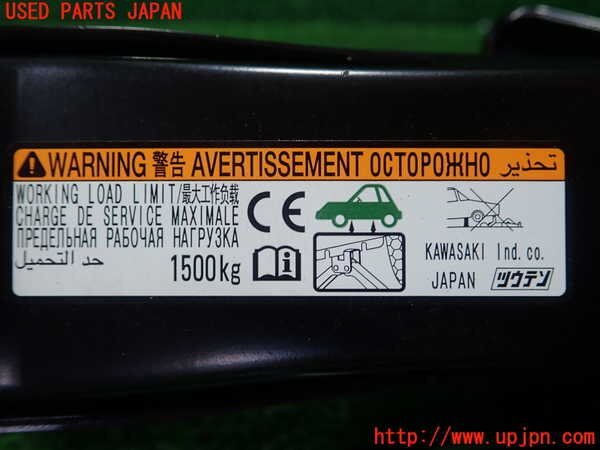 USED PARTS JAPAN
WARNING 警告 AVERTISSEMENT ОСТОРОЖНО تحذير
WORKING LOAD LIMIT/最大工作负载
CHARGE DE SERVICE MAXIMALE
ПРЕДЕЛЬНАЯ РАБОЧАЯ НАГРУЗКА
حد التحميل 1500kg
CE
KAWASAKI Ind. co.
JAPAN ツウテン
http://www.upjpn.com/